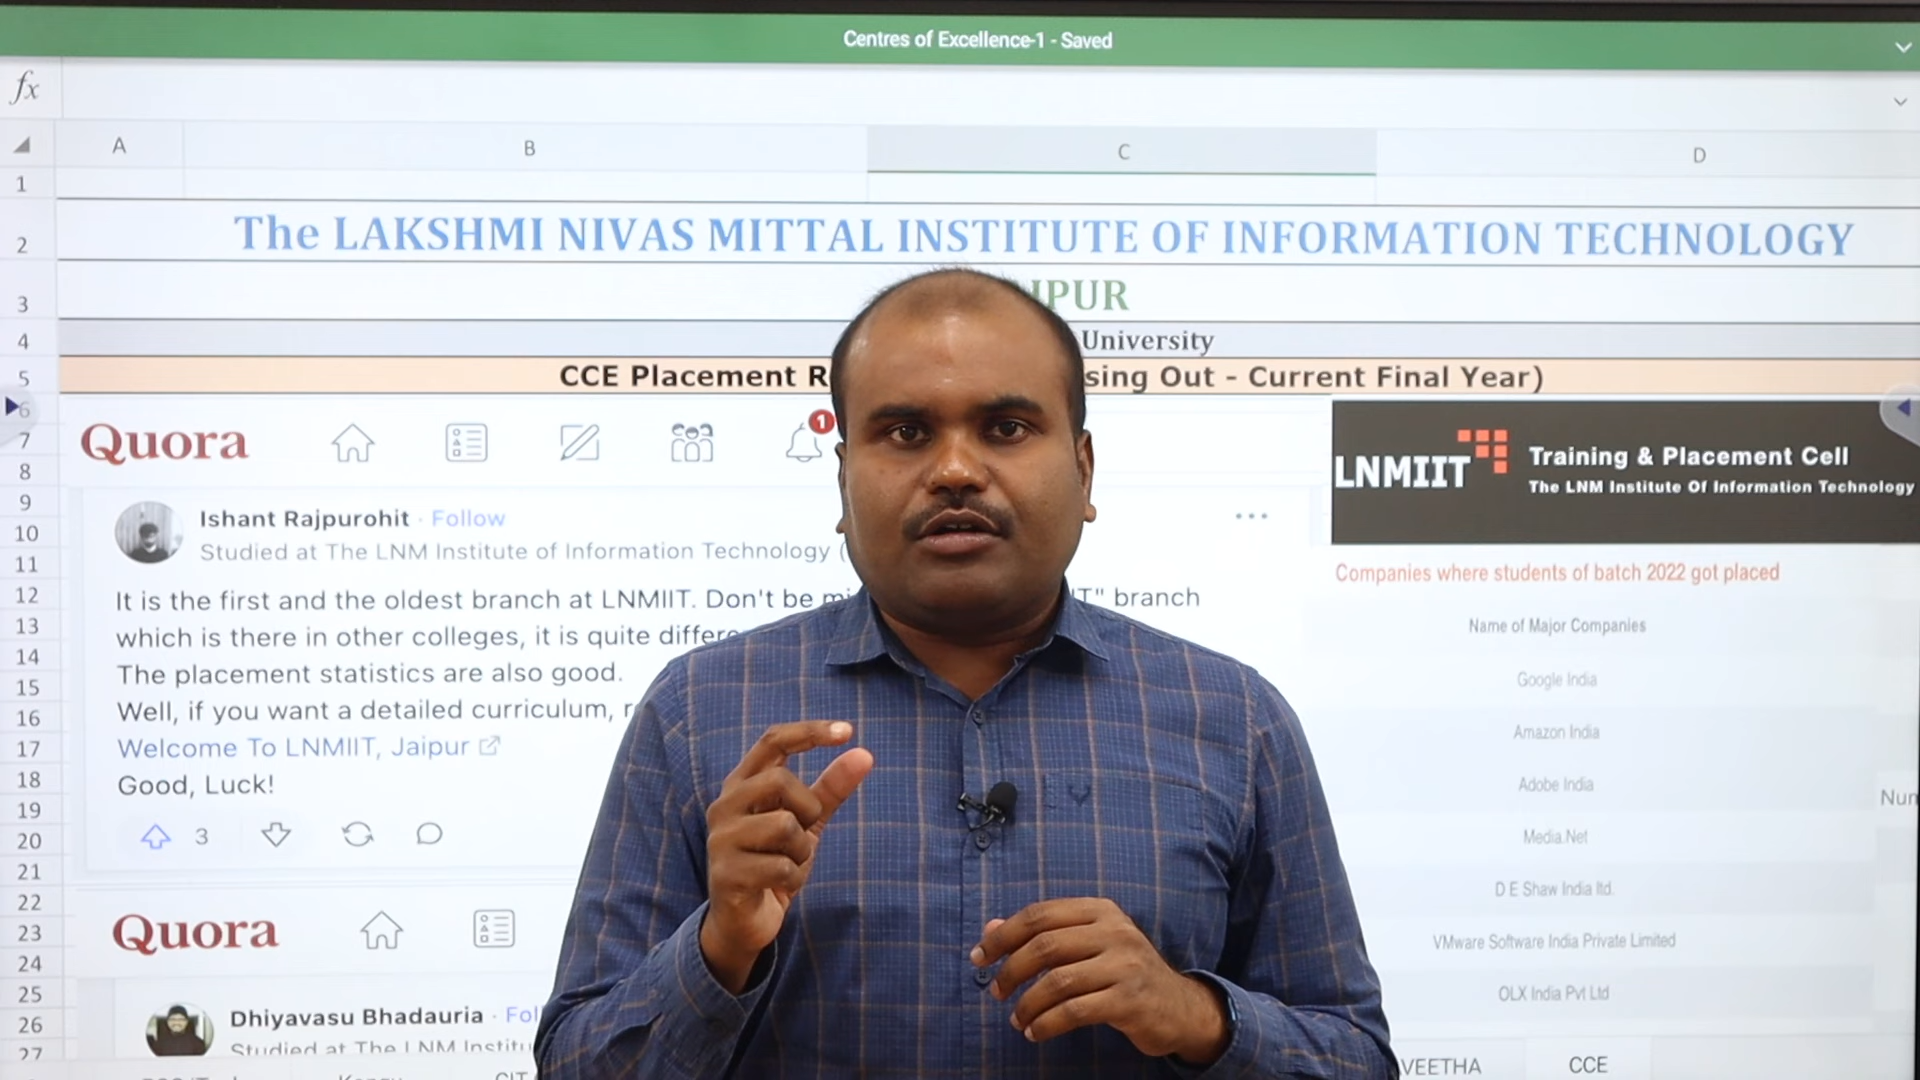 Centres of Excellence-1 - Saved
fx
A B C D
1
2 The LAKSHMI NIVAS MITTAL INSTITUTE OF INFORMATION TECHNOLOGY
3 IPUR
4 University
5 CCE Placement R sing Out - Current Final Year)
6
7 Quora 1
8
9
10
11
12
13
14
15
16
17
18
19
20
21
22
23
24
25
26
27
Ishant Rajpurohit · Follow
Studied at The LNM Institute of Information Technology (
It is the first and the oldest branch at LNMIIT. Don't be T" branch
which is there in other colleges, it is quite differe
The placement statistics are also good.
Well, if you want a detailed curriculum, r
Welcome To LNMIIT, Jaipur
Good, Luck!
3
Quora
Dhiyavasu Bhadauria · Fol
Studied at The LNM Institu
LNMIIT Training & Placement Cell
The LNM Institute Of Information Technology
Companies where students of batch 2022 got placed
Name of Major Companies
Google India
Amazon India
Adobe India
Media.Net
Num
D E Shaw India ltd.
VMware Software India Private Limited
OLX India Pvt Ltd
VEETHA CCE